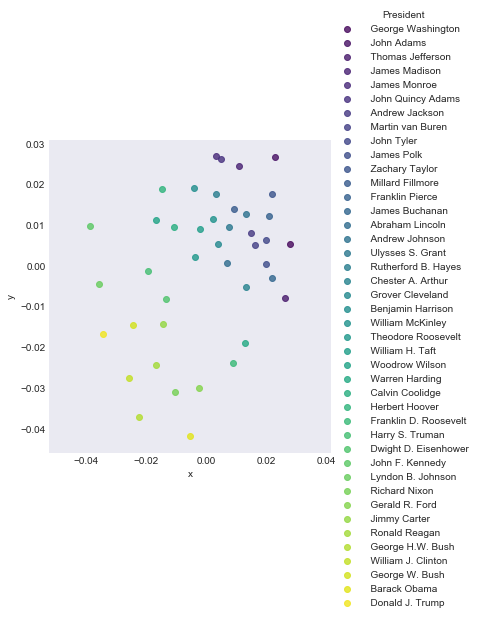 President
George Washington
John Adams
Thomas Jefferson
James Madison
James Monroe
John Quincy Adams
Andrew Jackson
Martin van Buren
John Tyler
James Polk
Zachary Taylor
Millard Fillmore
Franklin Pierce
James Buchanan
Abraham Lincoln
Andrew Johnson
Ulysses S. Grant
Rutherford B. Hayes
Chester A. Arthur
Grover Cleveland
Benjamin Harrison
William McKinley
Theodore Roosevelt
William H. Taft
Woodrow Wilson
Warren Harding
Calvin Coolidge
Herbert Hoover
Franklin D. Roosevelt
Harry S. Truman
Dwight D. Eisenhower
John F. Kennedy
Lyndon B. Johnson
Richard Nixon
Gerald R. Ford
Jimmy Carter
Ronald Reagan
George H.W. Bush
William J. Clinton
George W. Bush
Barack Obama
Donald J. Trump
0.03
0.02
0.01
0.00
−0.01
−0.02
−0.03
−0.04
y
−0.04 −0.02 0.00 0.02 0.04
x